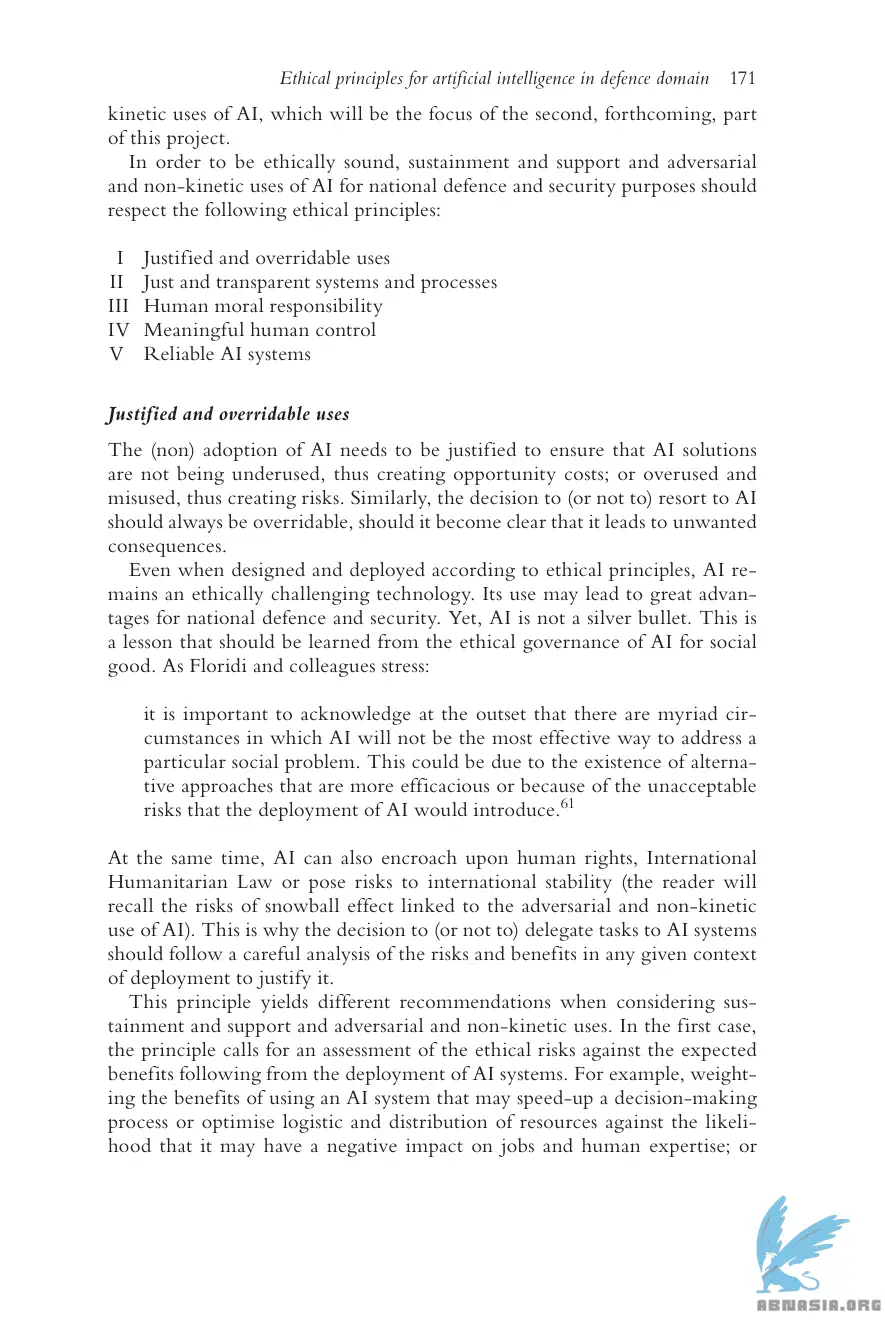 Ethical principles for artificial intelligence in defence domain 171
kinetic uses of AI, which will be the focus of the second, forthcoming, part
of this project.
In order to be ethically sound, sustainment and support and adversarial
and non-kinetic uses of AI for national defence and security purposes should
respect the following ethical principles:
I Justified and overridable uses
II Just and transparent systems and processes
III Human moral responsibility
IV Meaningful human control
V Reliable AI systems
Justified and overridable uses
The (non) adoption of AI needs to be justified to ensure that AI solutions
are not being underused, thus creating opportunity costs; or overused and
misused, thus creating risks. Similarly, the decision to (or not to) resort to AI
should always be overridable, should it become clear that it leads to unwanted
consequences.
Even when designed and deployed according to ethical principles, AI re-
mains an ethically challenging technology. Its use may lead to great advan-
tages for national defence and security. Yet, AI is not a silver bullet. This is
a lesson that should be learned from the ethical governance of AI for social
good. As Floridi and colleagues stress:
it is important to acknowledge at the outset that there are myriad cir-
cumstances in which AI will not be the most effective way to address a
particular social problem. This could be due to the existence of alterna-
tive approaches that are more efficacious or because of the unacceptable
risks that the deployment of AI would introduce.61
At the same time, AI can also encroach upon human rights, International
Humanitarian Law or pose risks to international stability (the reader will
recall the risks of snowball effect linked to the adversarial and non-kinetic
use of AI). This is why the decision to (or not to) delegate tasks to AI systems
should follow a careful analysis of the risks and benefits in any given context
of deployment to justify it.
This principle yields different recommendations when considering sus-
tainment and support and adversarial and non-kinetic uses. In the first case,
the principle calls for an assessment of the ethical risks against the expected
benefits following from the deployment of AI systems. For example, weight-
ing the benefits of using an AI system that may speed-up a decision-making
process or optimise logistic and distribution of resources against the likeli-
hood that it may have a negative impact on jobs and human expertise; or
ABNASIA.ORG